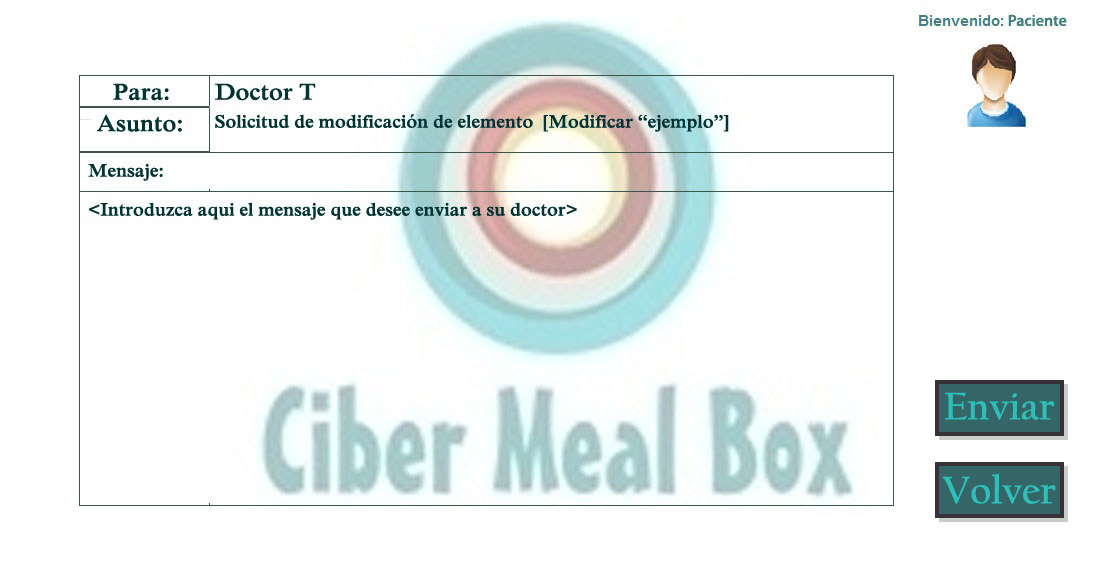 Bienvenido: Paciente
Para: Doctor T
Asunto: Solicitud de modificación de elemento [Modificar “ejemplo”]
Mensaje:
<Introduzca aqui el mensaje que desee enviar a su doctor>
Ciber Meal Box
Enviar
Volver